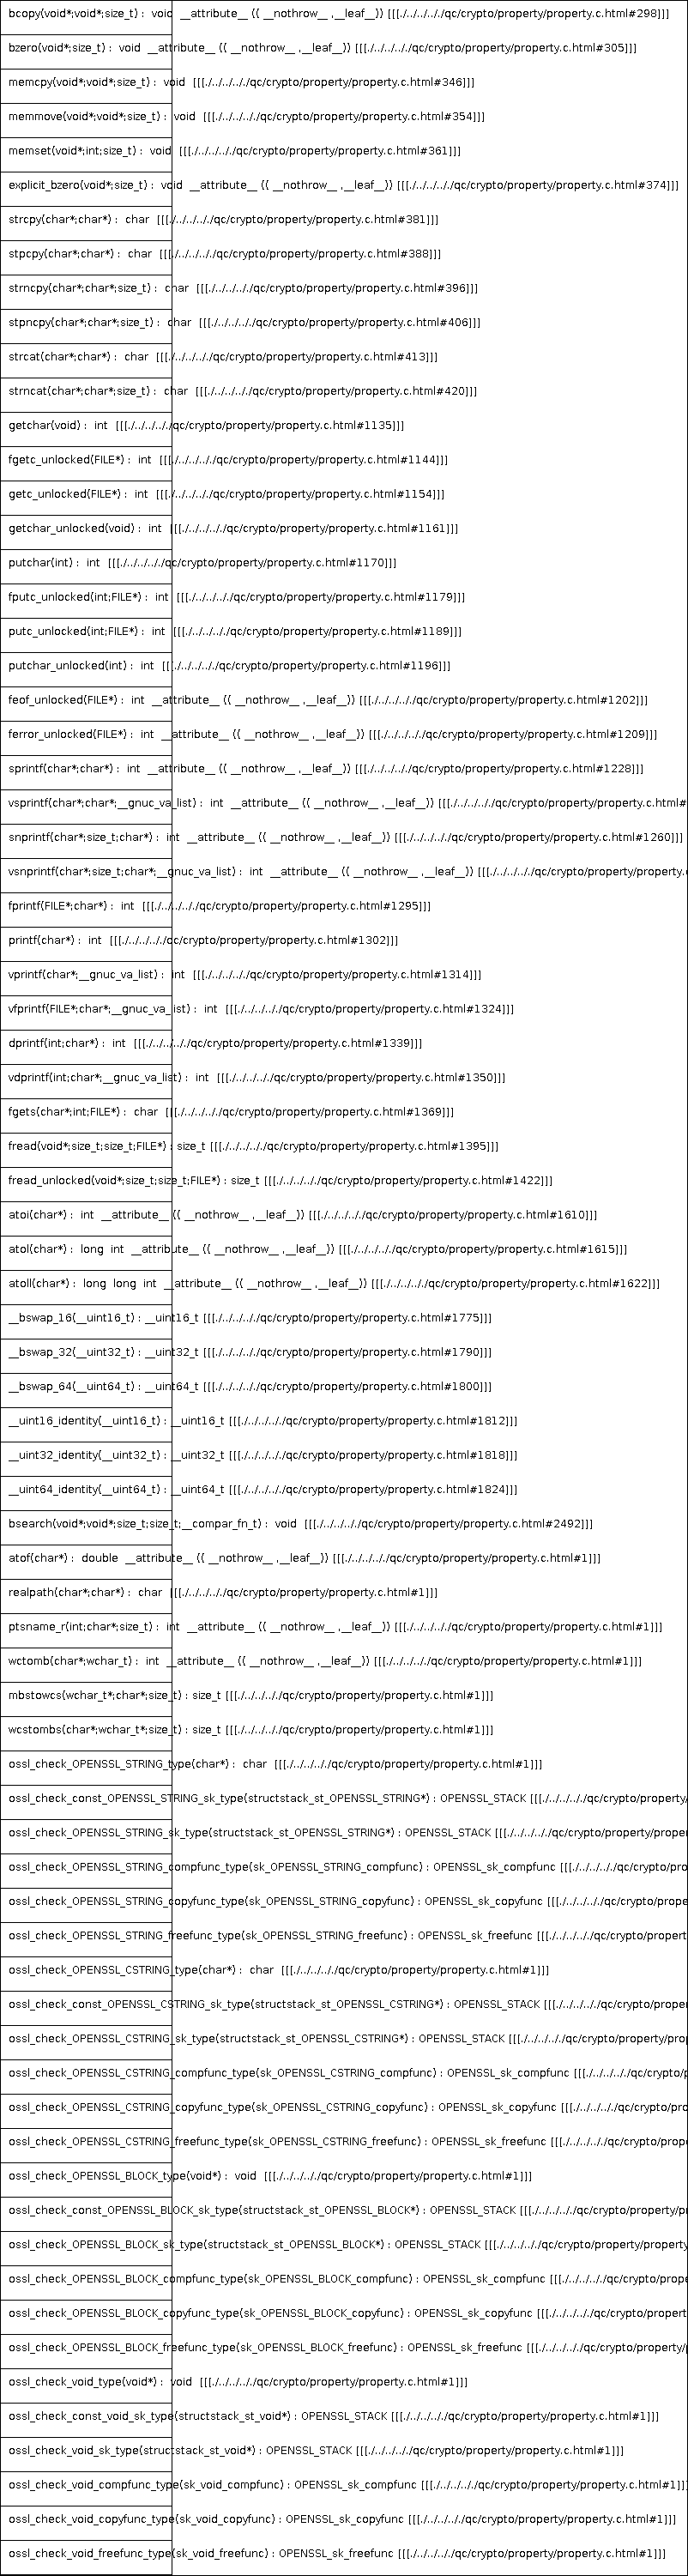 bcopy(void*;void*;size_t) : void __attribute__ (( __nothrow__ ,__leaf__)) [[[./../../../qc/crypto/property/property.c.html#298]]]
bzero(void*;size_t) : void __attribute__ (( __nothrow__ ,__leaf__)) [[[./../../../qc/crypto/property/property.c.html#305]]]
memcpy(void*;void*;size_t) : void [[[./../../../qc/crypto/property/property.c.html#346]]]
memmove(void*;void*;size_t) : void [[[./../../../qc/crypto/property/property.c.html#354]]]
memset(void*;int;size_t) : void [[[./../../../qc/crypto/property/property.c.html#361]]]
explicit_bzero(void*;size_t) : void __attribute__ (( __nothrow__ ,__leaf__)) [[[./../../../qc/crypto/property/property.c.html#374]]]
strcpy(char*;char*) : char [[[./../../../qc/crypto/property/property.c.html#381]]]
stpcpy(char*;char*) : char [[[./../../../qc/crypto/property/property.c.html#388]]]
strncpy(char*;char*;size_t) : char [[[./../../../qc/crypto/property/property.c.html#396]]]
stpncpy(char*;char*;size_t) : char [[[./../../../qc/crypto/property/property.c.html#406]]]
strcat(char*;char*) : char [[[./../../../qc/crypto/property/property.c.html#413]]]
strncat(char*;char*;size_t) : char [[[./../../../qc/crypto/property/property.c.html#420]]]
getchar(void) : int [[[./../../../qc/crypto/property/property.c.html#1135]]]
fgetc_unlocked(FILE*) : int [[[./../../../qc/crypto/property/property.c.html#1144]]]
getc_unlocked(FILE*) : int [[[./../../../qc/crypto/property/property.c.html#1154]]]
getchar_unlocked(void) : int [[[./../../../qc/crypto/property/property.c.html#1161]]]
putchar(int) : int [[[./../../../qc/crypto/property/property.c.html#1170]]]
fputc_unlocked(int;FILE*) : int [[[./../../../qc/crypto/property/property.c.html#1179]]]
putc_unlocked(int;FILE*) : int [[[./../../../qc/crypto/property/property.c.html#1189]]]
putchar_unlocked(int) : int [[[./../../../qc/crypto/property/property.c.html#1196]]]
feof_unlocked(FILE*) : int __attribute__ (( __nothrow__ ,__leaf__)) [[[./../../../qc/crypto/property/property.c.html#1202]]]
ferror_unlocked(FILE*) : int __attribute__ (( __nothrow__ ,__leaf__)) [[[./../../../qc/crypto/property/property.c.html#1209]]]
sprintf(char*;char*) : int __attribute__ (( __nothrow__ ,__leaf__)) [[[./../../../qc/crypto/property/property.c.html#1228]]]
vsprintf(char*;char*;__gnuc_va_list) : int __attribute__ (( __nothrow__ ,__leaf__)) [[[./../../../qc/crypto/property/property.c.html#
snprintf(char*;size_t;char*) : int __attribute__ (( __nothrow__ ,__leaf__)) [[[./../../../qc/crypto/property/property.c.html#1260]]]
vsnprintf(char*;size_t;char*;__gnuc_va_list) : int __attribute__ (( __nothrow__ ,__leaf__)) [[[./../../../qc/crypto/property/property.
fprintf(FILE*;char*) : int [[[./../../../qc/crypto/property/property.c.html#1295]]]
printf(char*) : int [[[./../../../qc/crypto/property/property.c.html#1302]]]
vprintf(char*;__gnuc_va_list) : int [[[./../../../qc/crypto/property/property.c.html#1314]]]
vfprintf(FILE*;char*;__gnuc_va_list) : int [[[./../../../qc/crypto/property/property.c.html#1324]]]
dprintf(int;char*) : int [[[./../../../qc/crypto/property/property.c.html#1339]]]
vdprintf(int;char*;__gnuc_va_list) : int [[[./../../../qc/crypto/property/property.c.html#1350]]]
fgets(char*;int;FILE*) : char [[[./../../../qc/crypto/property/property.c.html#1369]]]
fread(void*;size_t;size_t;FILE*) : size_t [[[./../../../qc/crypto/property/property.c.html#1395]]]
fread_unlocked(void*;size_t;size_t;FILE*) : size_t [[[./../../../qc/crypto/property/property.c.html#1422]]]
atoi(char*) : int __attribute__ (( __nothrow__ ,__leaf__)) [[[./../../../qc/crypto/property/property.c.html#1610]]]
atol(char*) : long int __attribute__ (( __nothrow__ ,__leaf__)) [[[./../../../qc/crypto/property/property.c.html#1615]]]
atoll(char*) : long long int __attribute__ (( __nothrow__ ,__leaf__)) [[[./../../../qc/crypto/property/property.c.html#1622]]]
__bswap_16(__uint16_t) : __uint16_t [[[./../../../qc/crypto/property/property.c.html#1775]]]
__bswap_32(__uint32_t) : __uint32_t [[[./../../../qc/crypto/property/property.c.html#1790]]]
__bswap_64(__uint64_t) : __uint64_t [[[./../../../qc/crypto/property/property.c.html#1800]]]
__uint16_identity(__uint16_t) : __uint16_t [[[./../../../qc/crypto/property/property.c.html#1812]]]
__uint32_identity(__uint32_t) : __uint32_t [[[./../../../qc/crypto/property/property.c.html#1818]]]
__uint64_identity(__uint64_t) : __uint64_t [[[./../../../qc/crypto/property/property.c.html#1824]]]
bsearch(void*;void*;size_t;size_t;__compar_fn_t) : void [[[./../../../qc/crypto/property/property.c.html#2492]]]
atof(char*) : double __attribute__ (( __nothrow__ ,__leaf__)) [[[./../../../qc/crypto/property/property.c.html#1]]]
realpath(char*;char*) : char [[[./../../../qc/crypto/property/property.c.html#1]]]
ptsname_r(int;char*;size_t) : int __attribute__ (( __nothrow__ ,__leaf__)) [[[./../../../qc/crypto/property/property.c.html#1]]]
wctomb(char*;wchar_t) : int __attribute__ (( __nothrow__ ,__leaf__)) [[[./../../../qc/crypto/property/property.c.html#1]]]
mbstowcs(wchar_t*;char*;size_t) : size_t [[[./../../../qc/crypto/property/property.c.html#1]]]
wcstombs(char*;wchar_t*;size_t) : size_t [[[./../../../qc/crypto/property/property.c.html#1]]]
ossl_check_OPENSSL_STRING_type(char*) : char [[[./../../../qc/crypto/property/property.c.html#1]]]
ossl_check_const_OPENSSL_STRING_sk_type(structstack_st_OPENSSL_STRING*) : OPENSSL_STACK [[[./../../../qc/crypto/property/
ossl_check_OPENSSL_STRING_sk_type(structstack_st_OPENSSL_STRING*) : OPENSSL_STACK [[[./../../../qc/crypto/property/proper
ossl_check_OPENSSL_STRING_compfunc_type(sk_OPENSSL_STRING_compfunc) : OPENSSL_sk_compfunc [[[./../../../qc/crypto/pro
ossl_check_OPENSSL_STRING_copyfunc_type(sk_OPENSSL_STRING_copyfunc) : OPENSSL_sk_copyfunc [[[./../../../qc/crypto/prope
ossl_check_OPENSSL_STRING_freefunc_type(sk_OPENSSL_STRING_freefunc) : OPENSSL_sk_freefunc [[[./../../../qc/crypto/propert
ossl_check_OPENSSL_CSTRING_type(char*) : char [[[./../../../qc/crypto/property/property.c.html#1]]]
ossl_check_const_OPENSSL_CSTRING_sk_type(structstack_st_OPENSSL_CSTRING*) : OPENSSL_STACK [[[./../../../qc/crypto/proper
ossl_check_OPENSSL_CSTRING_sk_type(structstack_st_OPENSSL_CSTRING*) : OPENSSL_STACK [[[./../../../qc/crypto/property/prop
ossl_check_OPENSSL_CSTRING_compfunc_type(sk_OPENSSL_CSTRING_compfunc) : OPENSSL_sk_compfunc [[[./../../../qc/crypto/p
ossl_check_OPENSSL_CSTRING_copyfunc_type(sk_OPENSSL_CSTRING_copyfunc) : OPENSSL_sk_copyfunc [[[./../../../qc/crypto/pro
ossl_check_OPENSSL_CSTRING_freefunc_type(sk_OPENSSL_CSTRING_freefunc) : OPENSSL_sk_freefunc [[[./../../../qc/crypto/prope
ossl_check_OPENSSL_BLOCK_type(void*) : void [[[./../../../qc/crypto/property/property.c.html#1]]]
ossl_check_const_OPENSSL_BLOCK_sk_type(structstack_st_OPENSSL_BLOCK*) : OPENSSL_STACK [[[./../../../qc/crypto/property/pr
ossl_check_OPENSSL_BLOCK_sk_type(structstack_st_OPENSSL_BLOCK*) : OPENSSL_STACK [[[./../../../qc/crypto/property/property
ossl_check_OPENSSL_BLOCK_compfunc_type(sk_OPENSSL_BLOCK_compfunc) : OPENSSL_sk_compfunc [[[./../../../qc/crypto/prope
ossl_check_OPENSSL_BLOCK_copyfunc_type(sk_OPENSSL_BLOCK_copyfunc) : OPENSSL_sk_copyfunc [[[./../../../qc/crypto/propert
ossl_check_OPENSSL_BLOCK_freefunc_type(sk_OPENSSL_BLOCK_freefunc) : OPENSSL_sk_freefunc [[[./../../../qc/crypto/property/p
ossl_check_void_type(void*) : void [[[./../../../qc/crypto/property/property.c.html#1]]]
ossl_check_const_void_sk_type(structstack_st_void*) : OPENSSL_STACK [[[./../../../qc/crypto/property/property.c.html#1]]]
ossl_check_void_sk_type(structstack_st_void*) : OPENSSL_STACK [[[./../../../qc/crypto/property/property.c.html#1]]]
ossl_check_void_compfunc_type(sk_void_compfunc) : OPENSSL_sk_compfunc [[[./../../../qc/crypto/property/property.c.html#1]]]
ossl_check_void_copyfunc_type(sk_void_copyfunc) : OPENSSL_sk_copyfunc [[[./../../../qc/crypto/property/property.c.html#1]]]
ossl_check_void_freefunc_type(sk_void_freefunc) : OPENSSL_sk_freefunc [[[./../../../qc/crypto/property/property.c.html#1]]]